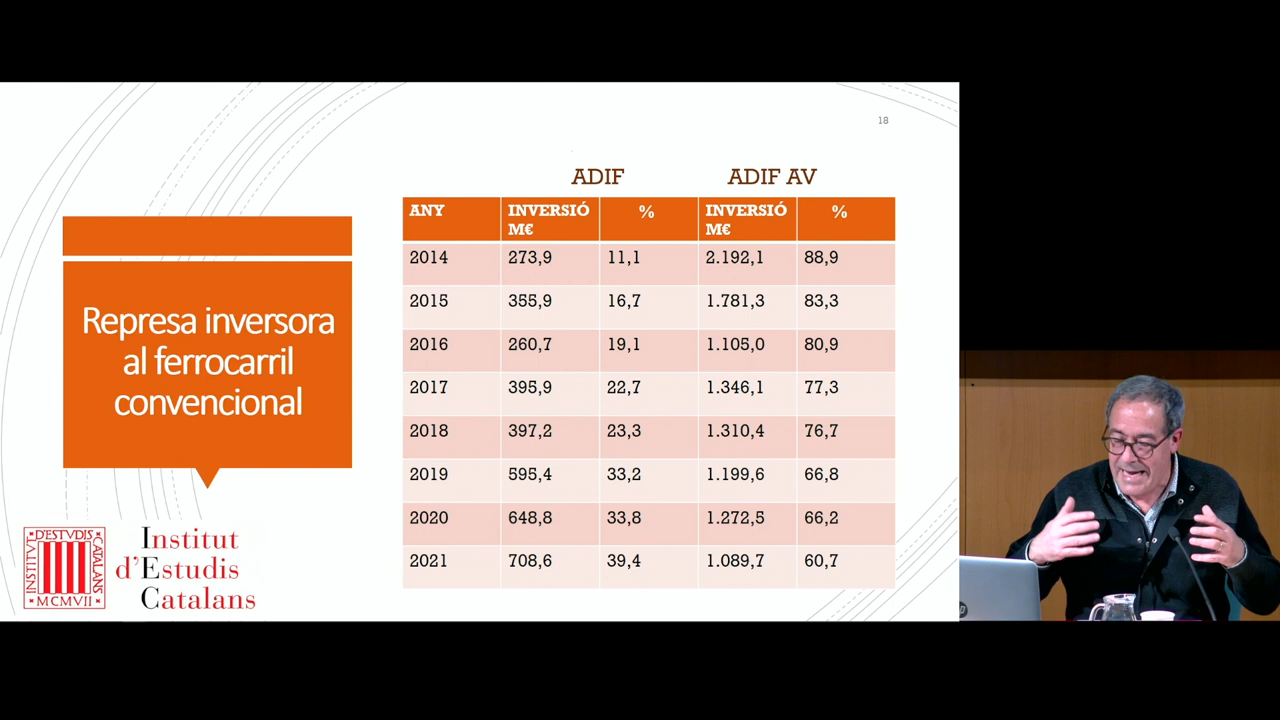 18
Represa inversora
al ferrocarril
convencional
ADIF ADIF AV
ANY INVERSIÓ M€ % INVERSIÓ M€ %
2014 273,9 11,1 2.192,1 88,9
2015 355,9 16,7 1.781,3 83,3
2016 260,7 19,1 1.105,0 80,9
2017 395,9 22,7 1.346,1 77,3
2018 397,2 23,3 1.310,4 76,7
2019 595,4 33,2 1.199,6 66,8
2020 648,8 33,8 1.272,5 66,2
2021 708,6 39,4 1.089,7 60,7
INSTITVT D'ESTVDIS CATALANS
MCMVII
Institut
d'Estudis
Catalans